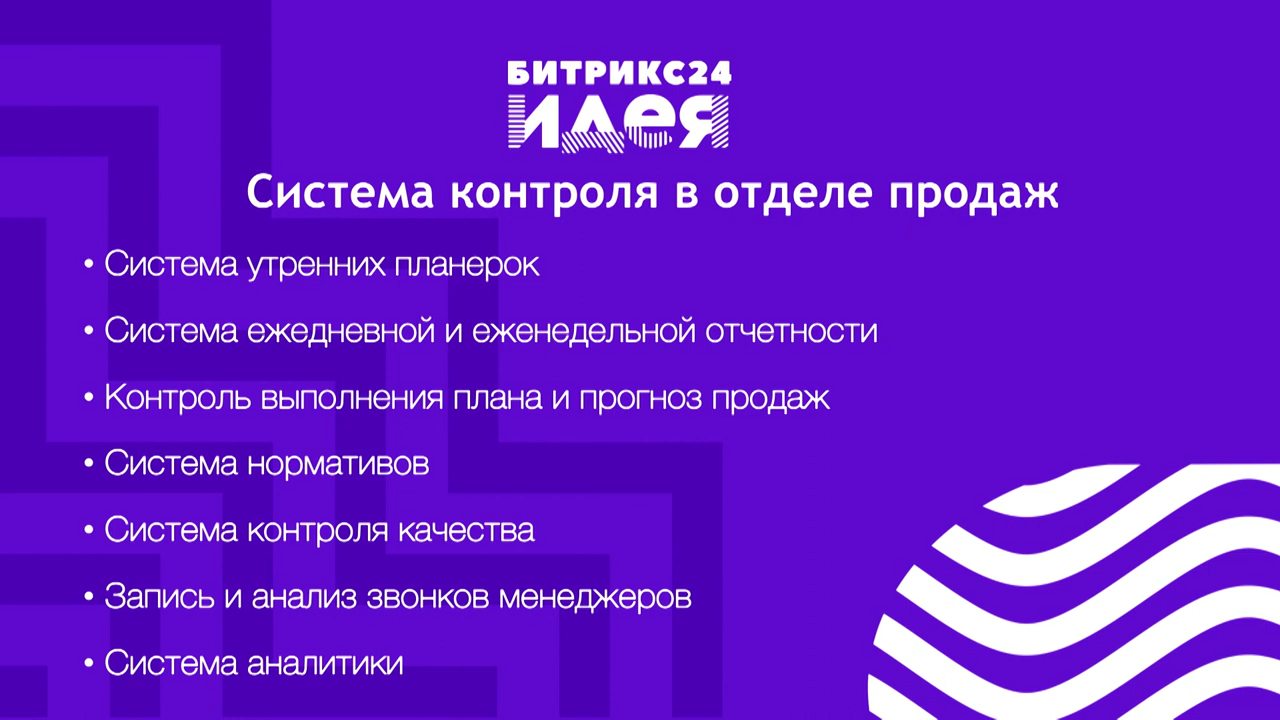 БИТРИКС24
ИДЕЯ
Система контроля в отделе продаж
• Система утренних планерок
• Система ежедневной и еженедельной отчетности
• Контроль выполнения плана и прогноз продаж
• Система нормативов
• Система контроля качества
• Запись и анализ звонков менеджеров
• Система аналитики